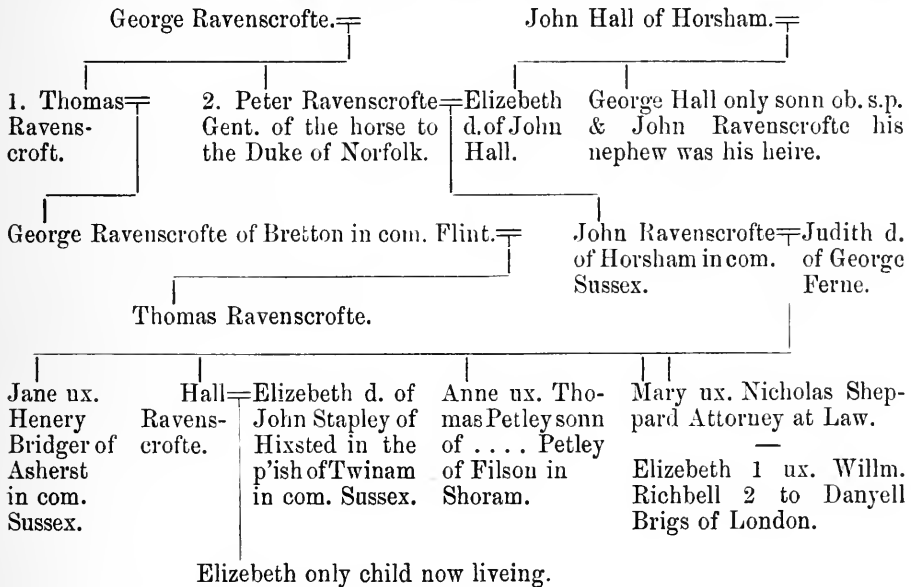 George Ravenscrofte.
John Hall of Horsham.
1. Thomas
Ravens-
croft.
2. Peter Ravenscrofte
Gent. of the horse to
the Duke of Norfolk.
Elizebeth
d. of John
Hall.
George Hall only sonn ob. s.p.
& John Ravenscrofte his
nephew was his heire.
George Ravenscrofte of Bretton in com. Flint.
John Ravenscrofte
of Horsham in com.
Sussex.
Judith d.
of George
Ferne.
Thomas Ravenscrofte.
Jane ux.
Henery
Bridger of
Asherst
in com.
Sussex.
Hall
Ravens-
crofte.
Elizebeth d. of
John Stapley of
Hixsted in the
p'ish of Twinam
in com. Sussex.
Anne ux. Tho-
mas Petley sonn
of .... Petley
of Filson in
Shoram.
Mary ux. Nicholas Shep-
pard Attorney at Law.
Elizebeth 1 ux. Willm.
Richbell 2 to Danyell
Brigs of London.
Elizebeth only child now liveing.